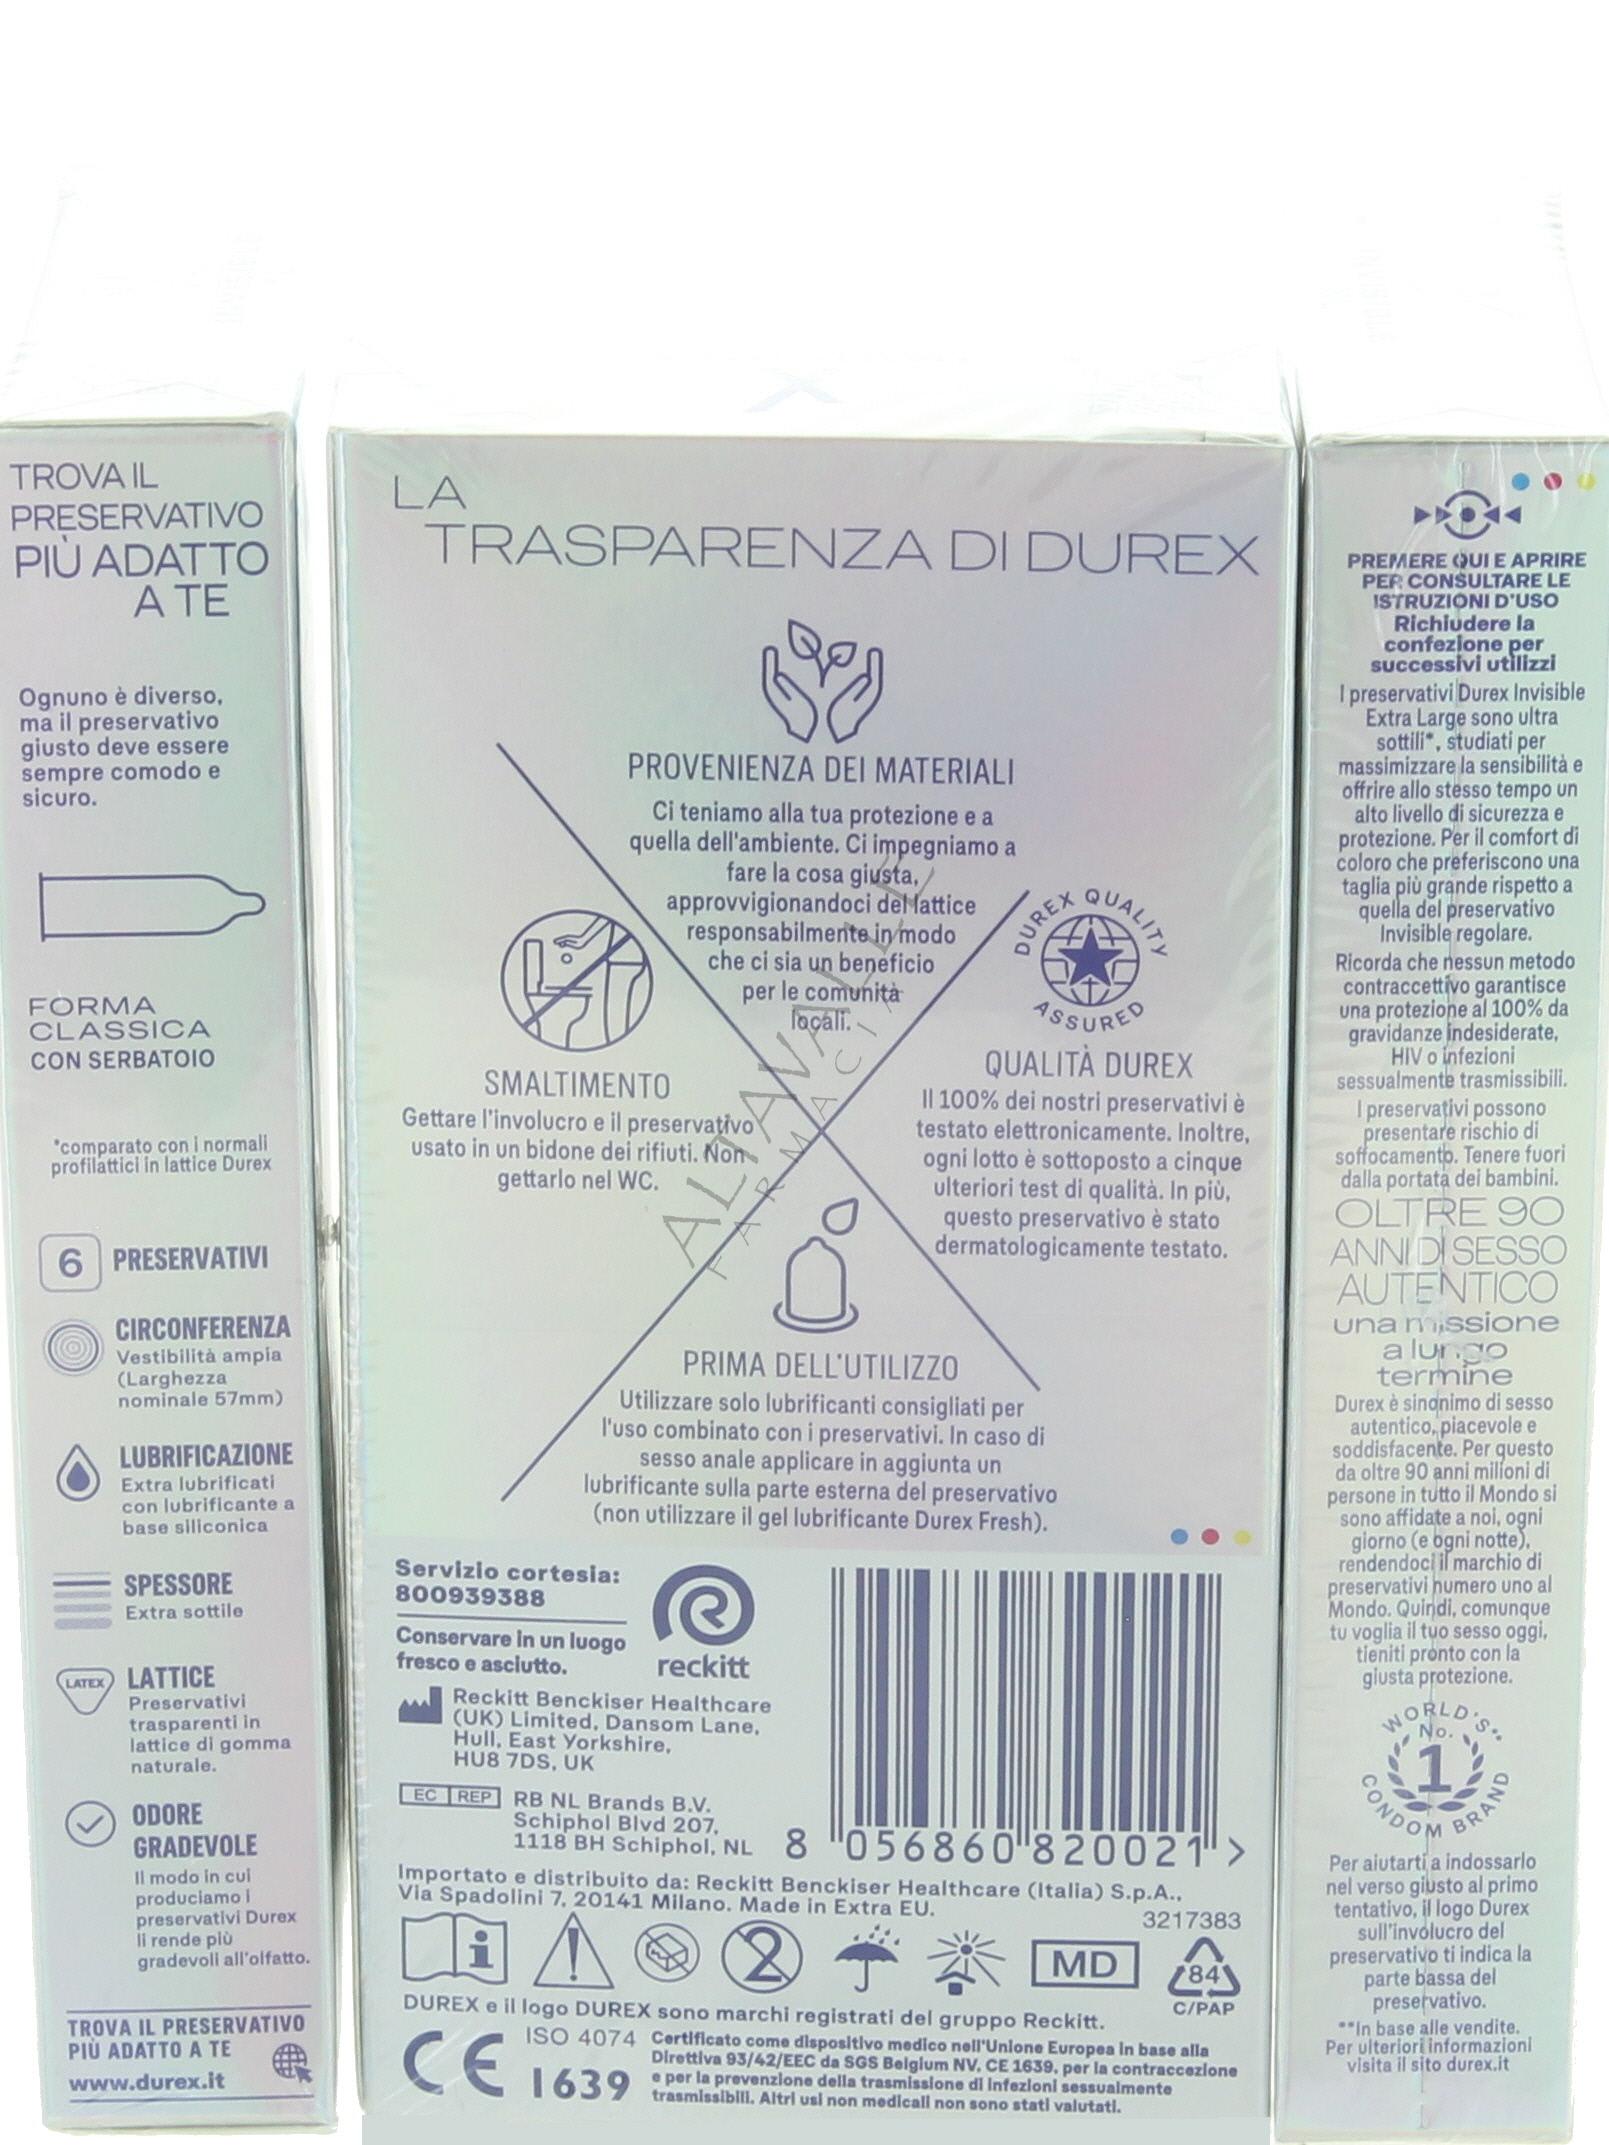 TROVA IL
PRESERVATIVO
PIÙ ADATTO
A TE
Ognuno è diverso,
ma il preservativo
giusto deve essere
sempre comodo e
sicuro.
FORMA
CLASSICA
CON SERBATOIO
*comparato con i normali
profilattici in lattice Durex
6 PRESERVATIVI
CIRCONFERENZA
Vestibilità ampia
(Larghezza
nominale 57mm)
LUBRIFICAZIONE
Extra lubrificati
con lubrificante a
base siliconica
SPESSORE
Extra sottile
LATEX
LATTICE
Preservativi
trasparenti in
lattice di gomma
naturale.
ODORE
GRADEVOLE
Il modo in cui
produciamo i
preservativi Durex
li rende più
gradevoli all'olfatto.
TROVA IL PRESERVATIVO
PIÙ ADATTO A TE
www.durex.it
LA
TRASPARENZA DI DUREX
PROVENIENZA DEI MATERIALI
Ci teniamo alla tua protezione e a
quella dell'ambiente. Ci impegniamo a
fare la cosa giusta,
approvvigionandoci del lattice
responsabilmente in modo
che ci sia un beneficio
per le comunità
locali.
SMALTIMENTO
Gettare l'involucro e il preservativo
usato in un bidone dei rifiuti. Non
gettarlo nel WC.
DUREX QUALITY
ASSURED
QUALITÀ DUREX
Il 100% dei nostri preservativi è
testato elettronicamente. Inoltre,
ogni lotto è sottoposto a cinque
ulteriori test di qualità. In più,
questo preservativo è stato
dermatologicamente testato.
ALTAVALLE
FARMACIA
PRIMA DELL'UTILIZZO
Utilizzare solo lubrificanti consigliati per
l'uso combinato con i preservativi. In caso di
sesso anale applicare in aggiunta un
lubrificante sulla parte esterna del preservativo
(non utilizzare il gel lubrificante Durex Fresh).
Servizio cortesia:
800939388
Conservare in un luogo
fresco e asciutto.
reckitt
Reckitt Benckiser Healthcare
(UK) Limited, Dansom Lane,
Hull, East Yorkshire,
HU8 7DS, UK
EC REP
RB NL Brands B.V.
Schiphol Blvd 207,
1118 BH Schiphol, NL
8 056860 820021 >
Importato e distribuito da: Reckitt Benckiser Healthcare (Italia) S.p.A.,
Via Spadolini 7, 20141 Milano. Made in Extra EU.
3217383
i
2
MD
84
C/PAP
DUREX e il logo DUREX sono marchi registrati del gruppo Reckitt.
CE
1639
ISO 4074
Certificato come dispositivo medico nell'Unione Europea in base alla
Direttiva 93/42/EEC da SGS Belgium NV, CE 1639, per la contraccezione
e per la prevenzione della trasmissione di infezioni sessualmente
trasmissibili. Altri usi non medicali non sono stati valutati.
PREMERE QUI E APRIRE
PER CONSULTARE LE
ISTRUZIONI D'USO
Richiudere la
confezione per
successivi utilizzi
I preservativi Durex Invisible
Extra Large sono ultra
sottili*, studiati per
massimizzare la sensibilità e
offrire allo stesso tempo un
alto livello di sicurezza e
protezione. Per il comfort di
coloro che preferiscono una
taglia più grande rispetto a
quella del preservativo
Invisible regolare.
Ricorda che nessun metodo
contraccettivo garantisce
una protezione al 100% da
gravidanze indesiderate,
HIV o infezioni
sessualmente trasmissibili.
I preservativi possono
presentare rischio di
soffocamento. Tenere fuori
dalla portata dei bambini.
OLTRE 90
ANNI DI SESSO
AUTENTICO
una missione
a lungo
termine
Durex è sinonimo di sesso
autentico, piacevole e
soddisfacente. Per questo
da oltre 90 anni milioni di
persone in tutto il Mondo si
sono affidate a noi, ogni
giorno (e ogni notte),
rendendoci il marchio di
preservativi numero uno al
Mondo. Quindi, comunque
tu voglia il tuo sesso oggi,
tieniti pronto con la
giusta protezione.
WORLD'S**
No.
1
CONDOM BRAND
Per aiutarti a indossarlo
nel verso giusto al primo
tentativo, il logo Durex
sull'involucro del
preservativo ti indica la
parte bassa del
preservativo.
**In base alle vendite.
Per ulteriori informazioni
visita il sito durex.it